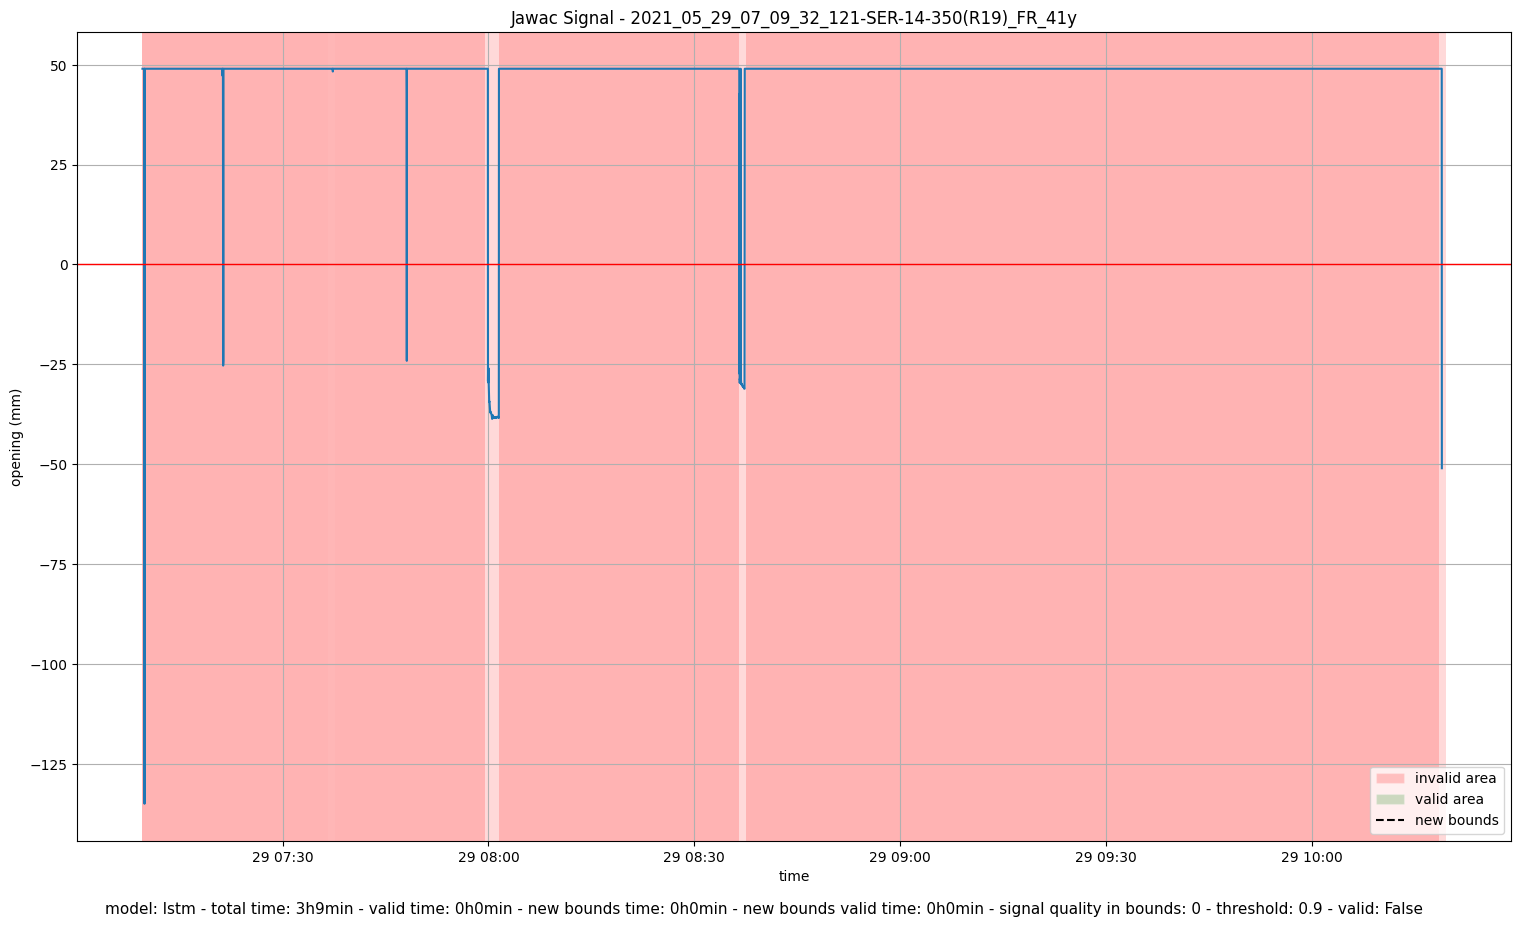 Jawac Signal - 2021_05_29_07_09_32_121-SER-14-350(R19)_FR_41y
50
25
0
−25
−50
−75
−100
−125
opening (mm)
29 07:30
29 08:00
29 08:30
29 09:00
29 09:30
29 10:00
time
invalid area
valid area
new bounds
model: lstm - total time: 3h9min - valid time: 0h0min - new bounds time: 0h0min - new bounds valid time: 0h0min - signal quality in bounds: 0 - threshold: 0.9 - valid: False